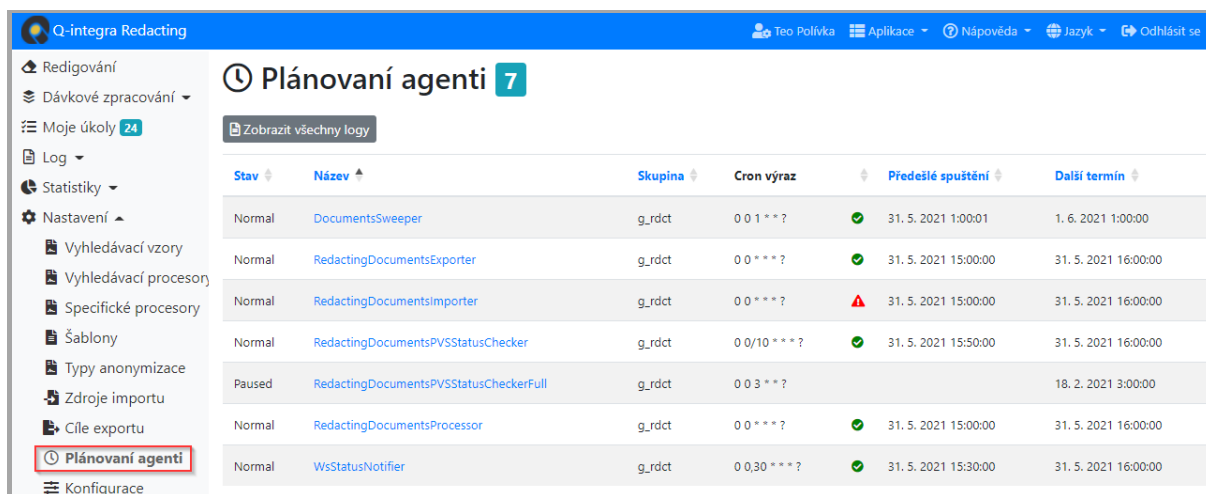 Q-integra Redacting Teo Polívka Aplikace Nápověda Jazyk Odhlásit se
Redigování
Dávkové zpracování
Moje úkoly 24
Log
Statistiky
Nastavení
Vyhledávací vzory
Vyhledávací procesory
Specifické procesory
Šablony
Typy anonymizace
Zdroje importu
Cíle exportu
Plánovaní agenti
Konfigurace
Plánovaní agenti 7
Zobrazit všechny logy
Stav Název Skupina Cron výraz Předešlé spuštění Další termín
Normal DocumentsSweeper g_rdct 0 0 1 * * ? 31. 5. 2021 1:00:01 1. 6. 2021 1:00:00
Normal RedactingDocumentsExporter g_rdct 0 0 * * * ? 31. 5. 2021 15:00:00 31. 5. 2021 16:00:00
Normal RedactingDocumentsImporter g_rdct 0 0 * * * ? 31. 5. 2021 15:00:00 31. 5. 2021 16:00:00
Normal RedactingDocumentsPVSStatusChecker g_rdct 0 0/10 * * * ? 31. 5. 2021 15:50:00 31. 5. 2021 16:00:00
Paused RedactingDocumentsPVSStatusCheckerFull g_rdct 0 0 3 * * ? 18. 2. 2021 3:00:00
Normal RedactingDocumentsProcessor g_rdct 0 0 * * * ? 31. 5. 2021 15:00:00 31. 5. 2021 16:00:00
Normal WsStatusNotifier g_rdct 0 0,30 * * * ? 31. 5. 2021 15:30:00 31. 5. 2021 16:00:00